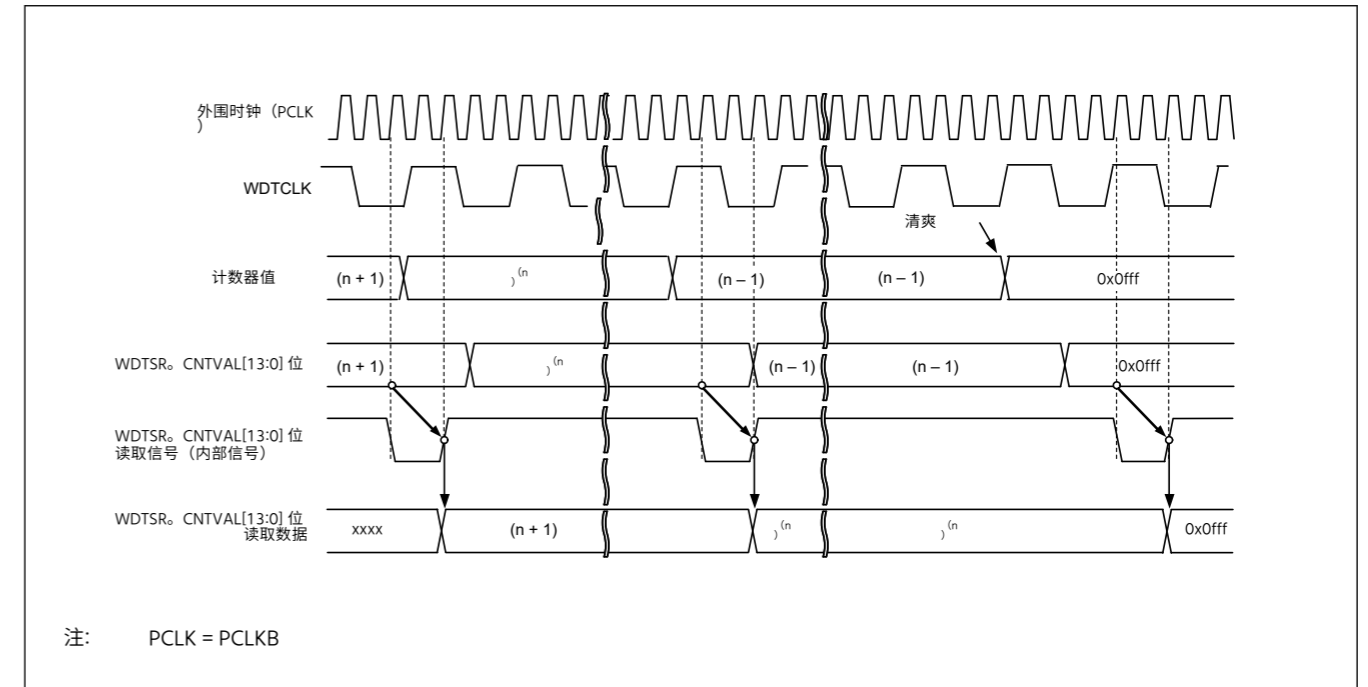 外围时钟（PCLK
）
WDTCLK
清爽
计数器值
(n + 1)
）(n
(n – 1)
(n – 1)
0x0fff
WDTSR。CNTVAL[13:0] 位
(n + 1)
）(n
(n – 1)
(n – 1)
0x0fff
WDTSR。CNTVAL[13:0] 位
读取信号（内部信号）
WDTSR。CNTVAL[13:0] 位
读取数据
xxxx
(n + 1)
）(n
）(n
0x0fff
注: PCLK = PCLKB